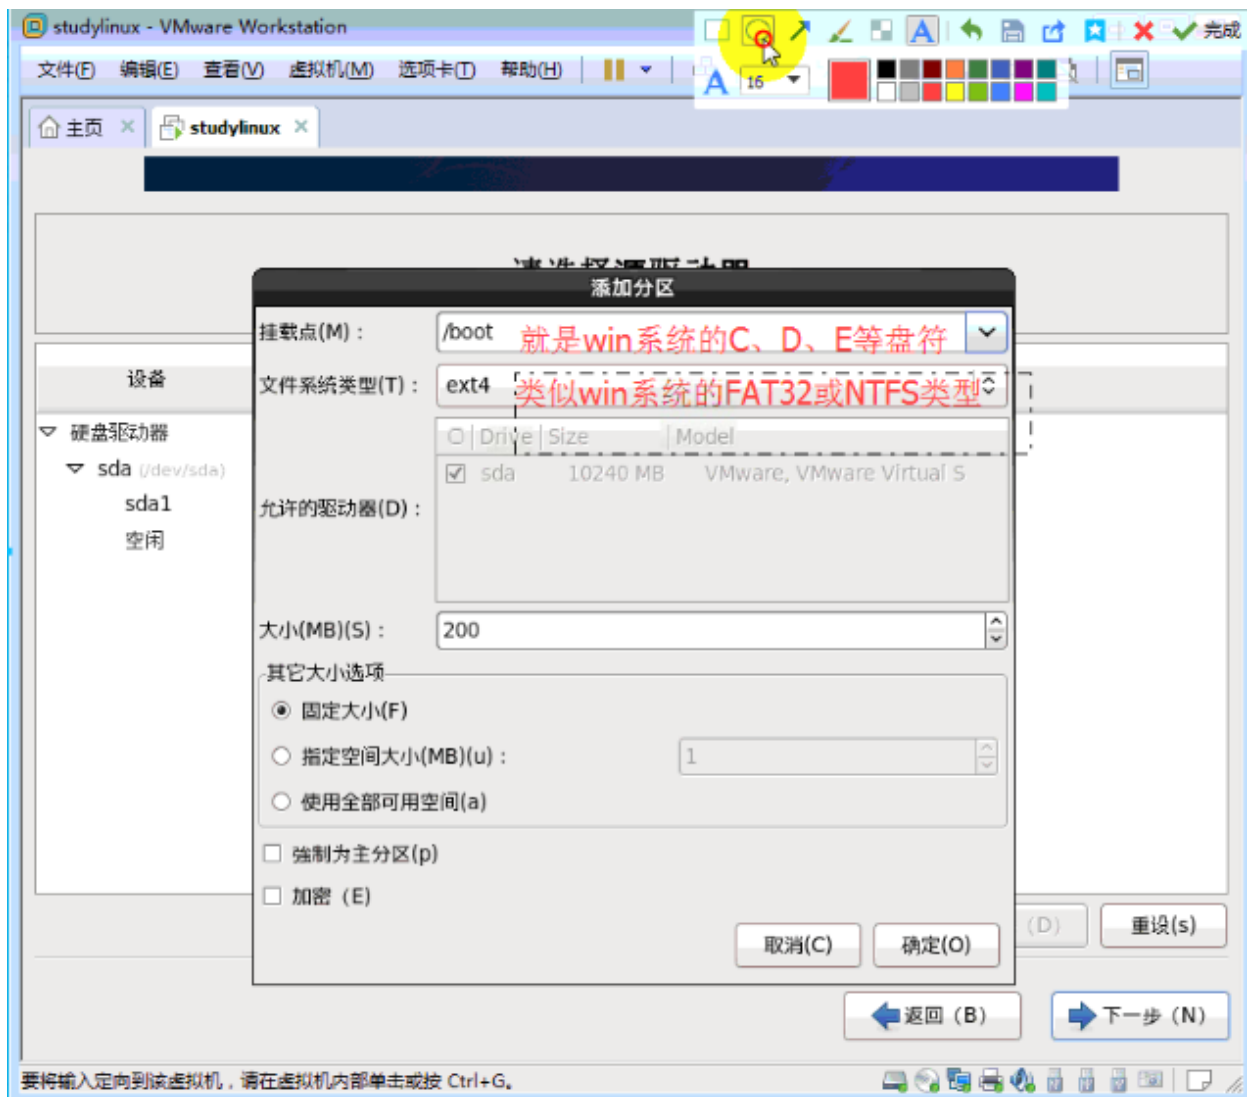 studylinux - VMware Workstation
完成
文件(F) 编辑(E) 查看(V) 虚拟机(M) 选项卡(T) 帮助(H)
A 16
主页 studylinux
请选择源驱动器
添加分区
挂载点(M)： /boot 就是win系统的C、D、E等盘符
设备
文件系统类型(T)： ext4 类似win系统的FAT32或NTFS类型
硬盘驱动器
O Drive Size Model
sda (/dev/sda)
sda 10240 MB VMware, VMware Virtual S
sda1
允许的驱动器(D)：
空闲
大小(MB)(S)： 200
其它大小选项
固定大小(F)
指定空间大小(MB)(u)： 1
使用全部可用空间(a)
強制为主分区(p)
加密（E)
(D) 重设(s)
取消(C) 确定(O)
返回（B） 下一步（N）
要将输入定向到该虚拟机，请在虚拟机内部单击或按 Ctrl+G。